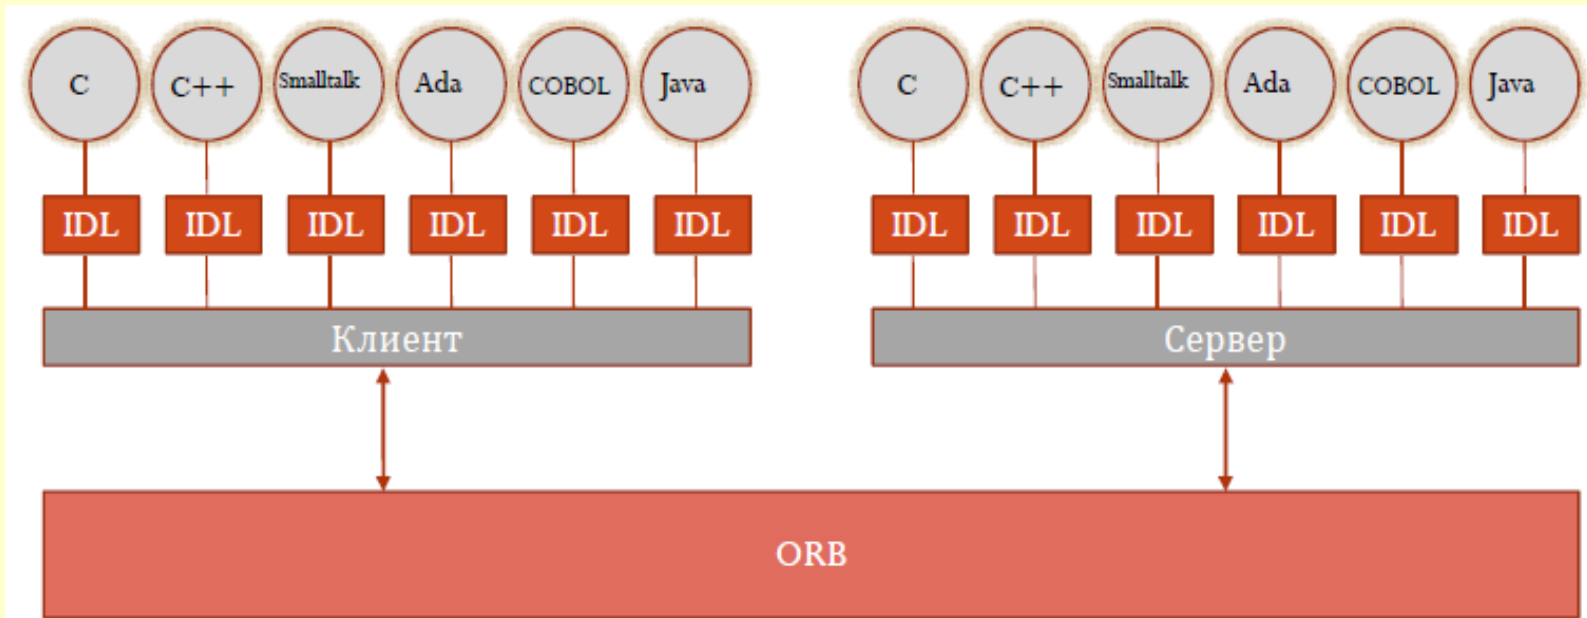 C C++ Smalltalk Ada COBOL Java C C++ Smalltalk Ada COBOL Java
IDL IDL IDL IDL IDL IDL IDL IDL IDL IDL IDL IDL
Клиент Сервер
ORB